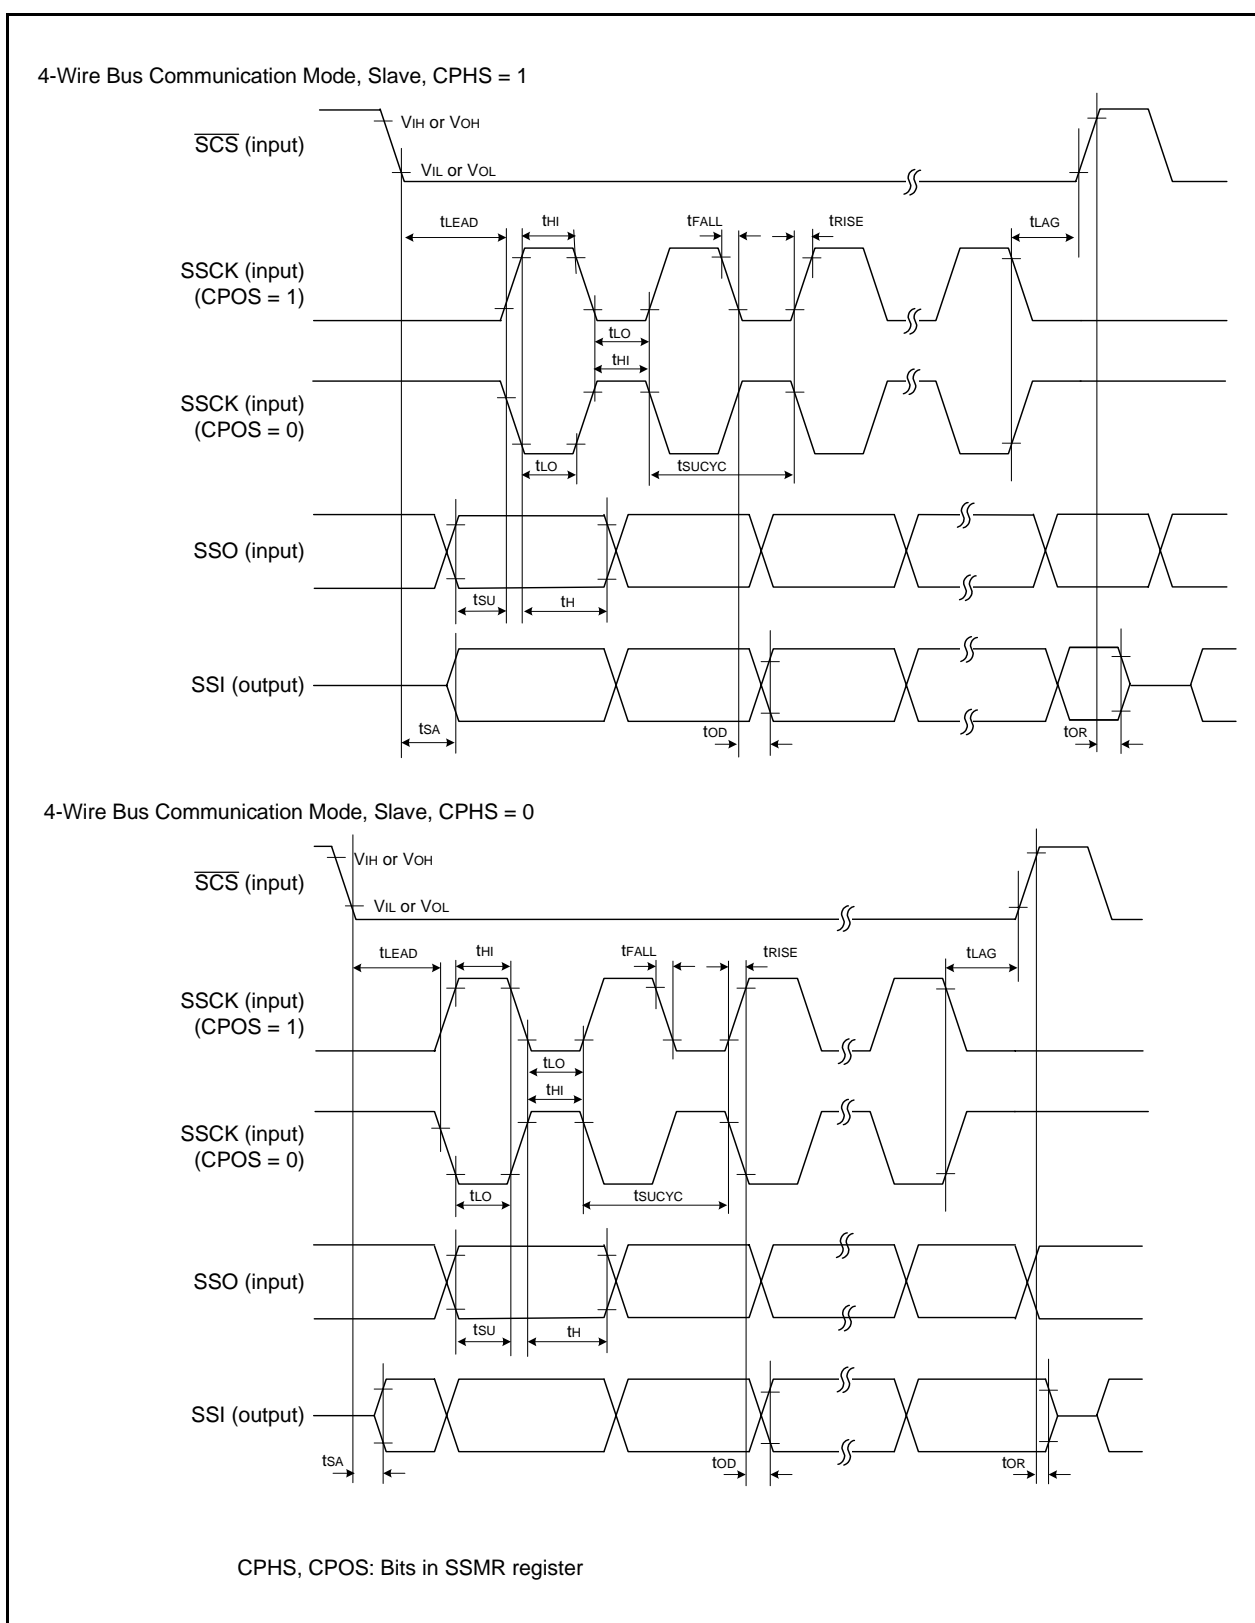 4-Wire Bus Communication Mode, Slave, CPHS = 1
VIH or VOH
SCS (input)
VIL or VOL
tLEAD
tHI
tFALL
tRISE
tLAG
SSCK (input)
(CPOS = 1)
tLO
tHI
SSCK (input)
(CPOS = 0)
tLO
tSUCYC
SSO (input)
tSU
tH
SSI (output)
tSA
tOD
tOR
4-Wire Bus Communication Mode, Slave, CPHS = 0
VIH or VOH
SCS (input)
VIL or VOL
tLEAD
tHI
tFALL
tRISE
tLAG
SSCK (input)
(CPOS = 1)
tLO
tHI
SSCK (input)
(CPOS = 0)
tLO
tSUCYC
SSO (input)
tSU
tH
SSI (output)
tSA
tOD
tOR
CPHS, CPOS: Bits in SSMR register